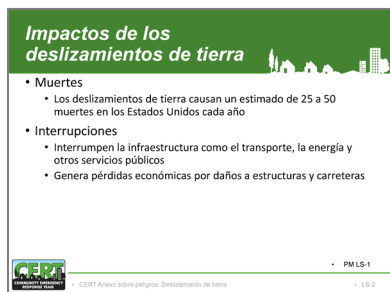 Impactos de los
deslizamientos de tierra
• Muertes
• Los deslizamientos de tierra causan un estimado de 25 a 50
muertes en los Estados Unidos cada año
• Interrupciones
• Interrumpen la infraestructura como el transporte, la energía y
otros servicios públicos
• Genera pérdidas económicas por daños a estructuras y carreteras
• PM LS-1
CERT
COMMUNITY EMERGENCY
RESPONSE TEAM
• CERT Anexo sobre peligros: Deslizamiento de tierra
• LS-2